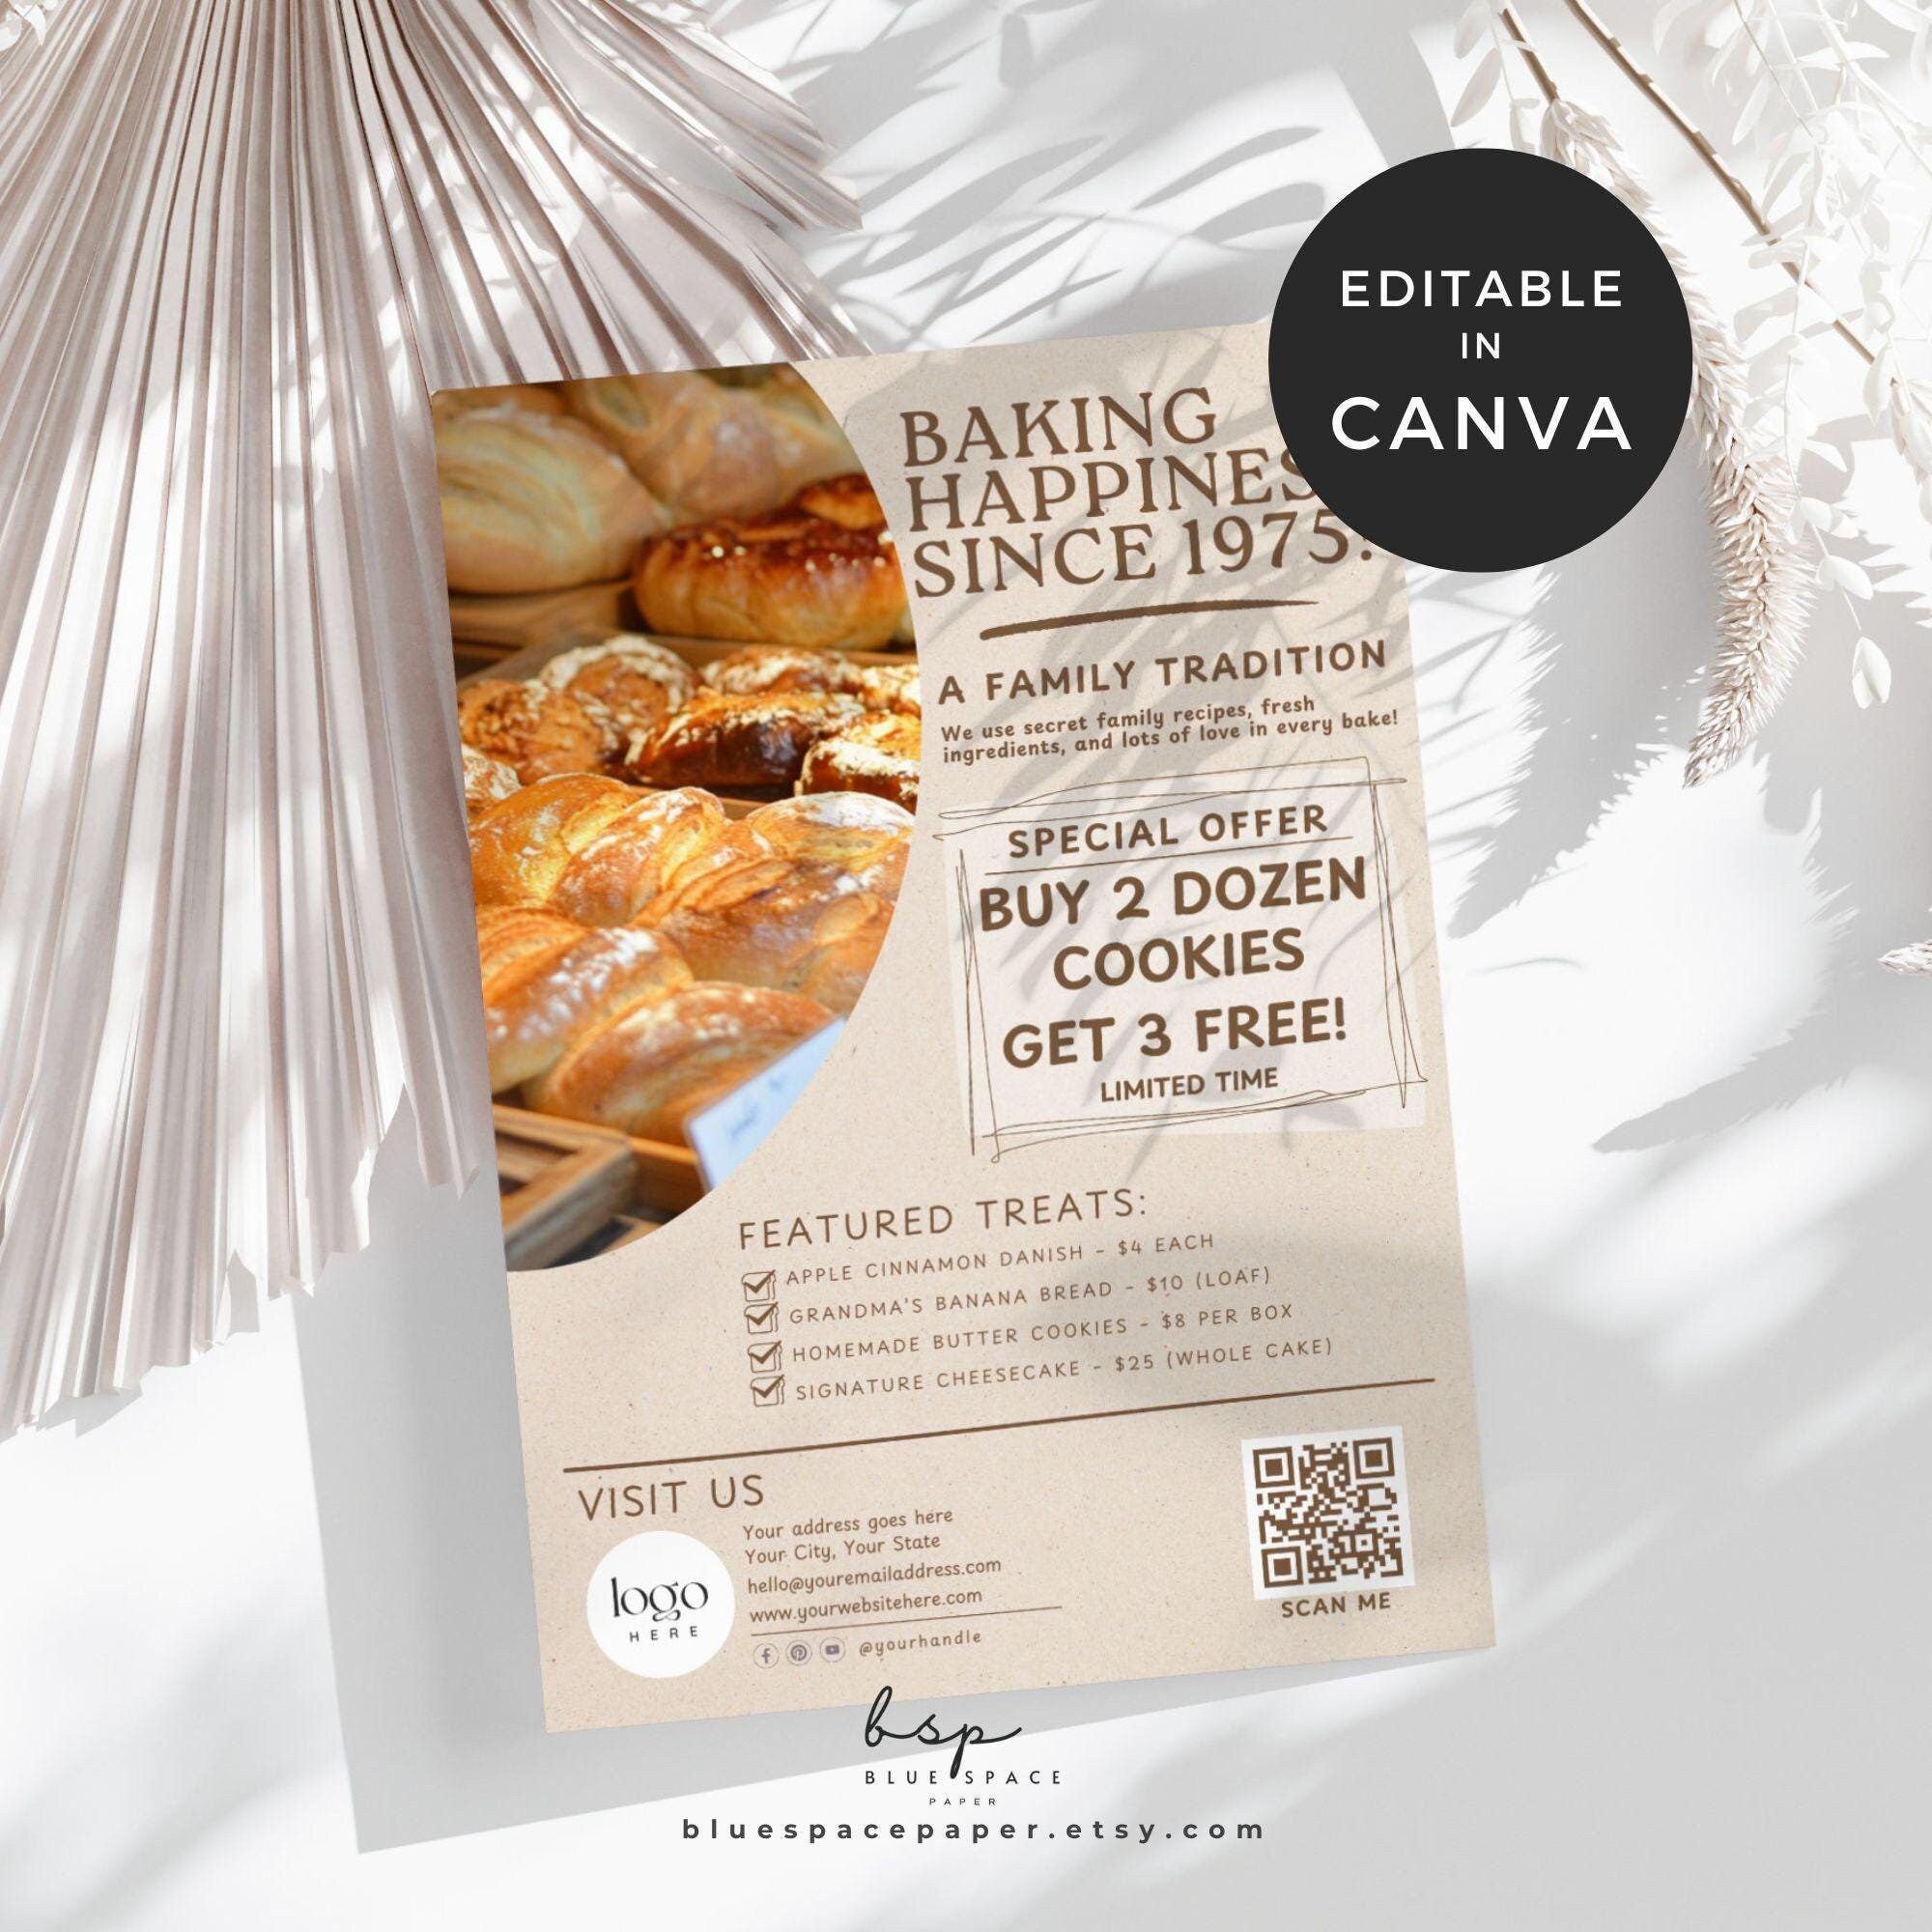 EDITABLE
IN
CANVA
BAKING
HAPPINES
SINCE 1975.
A FAMILY TRADITION
We use secret family recipes, fresh
ingredients, and lots of love in every bake!
SPECIAL OFFER
BUY 2 DOZEN
COOKIES
GET 3 FREE!
LIMITED TIME
FEATURED TREATS:
APPLE CINNAMON DANISH - $4 EACH
GRANDMA'S BANANA BREAD - $10 (LOAF)
HOMEMADE BUTTER COOKIES - $8 PER BOX
SIGNATURE CHEESECAKE - $25 (WHOLE CAKE)
VISIT US
logo
HERE
Your address goes here
Your City, Your State
hello@youremailaddress.com
www.yourwebsitehere.com
@yourhandle
SCAN ME
bsp
BLUE SPACE
PAPER
bluespacepaper.etsy.com